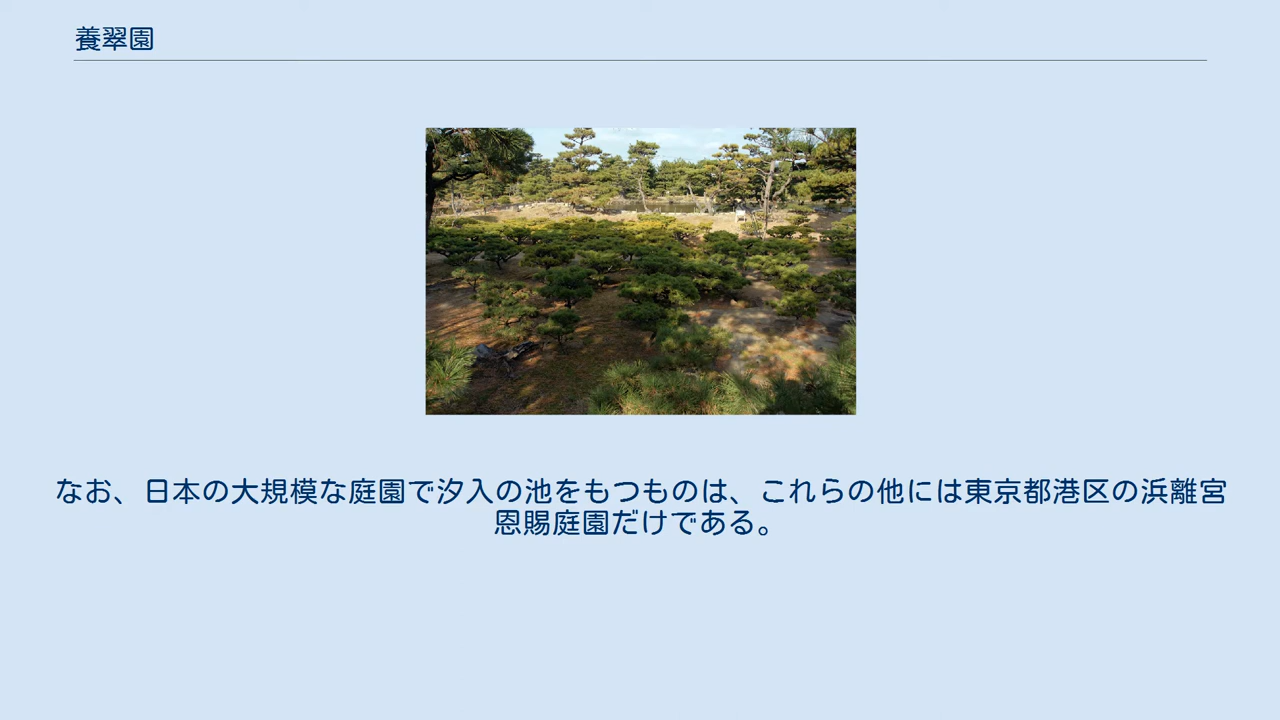 養翠園
なお、日本の大規模な庭園で汐入の池をもつものは、これらの他には東京都港区の浜離宮
恩賜庭園だけである。